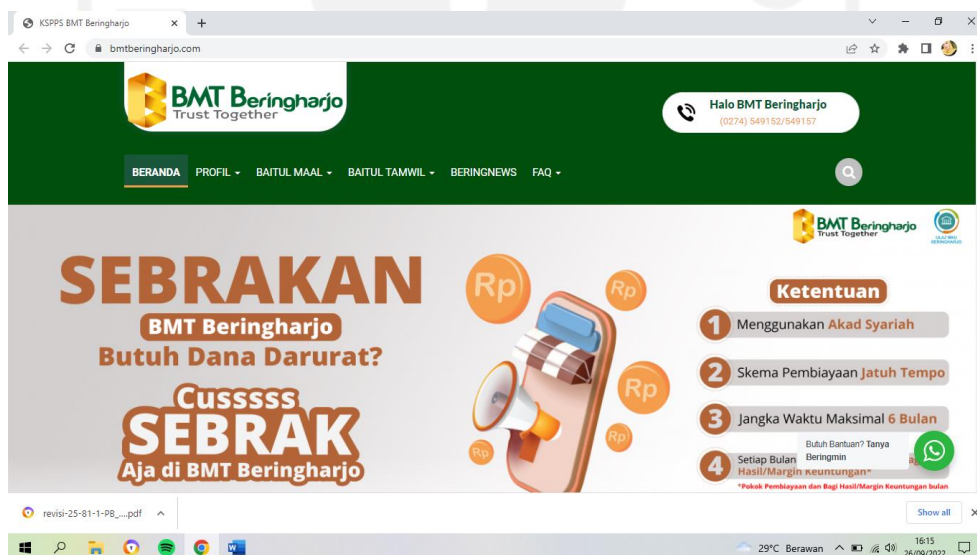 KSPPS BMT Beringharjo
bmtberingharjo.com
BMT Beringharjo
Trust Together
Halo BMT Beringharjo
(0274) 549152/549157
BERANDA PROFIL BAITUL MAAL BAITUL TAMWIL BERINGNEWS FAQ
BMT Beringharjo
Trust Together
SEBRAKAN
BMT Beringharjo
Butuh Dana Darurat?
Cusssss
SEBRAK
Aja di BMT Beringharjo
Rp
Rp
Rp
Rp
Rp
Ketentuan
1 Menggunakan Akad Syariah
2 Skema Pembiayaan Jatuh Tempo
3 Jangka Waktu Maksimal 6 Bulan
4 Setiap Bulan
Hasil/Margin Keuntungan*
*Pokok Pembiayaan dan Bagi Hasil/Margin Keuntungan bulan
Butuh Bantuan? Tanya
Beringmin
revisi-25-81-1-PB_....pdf
Show all
29°C Berawan
16:15
26/09/2022